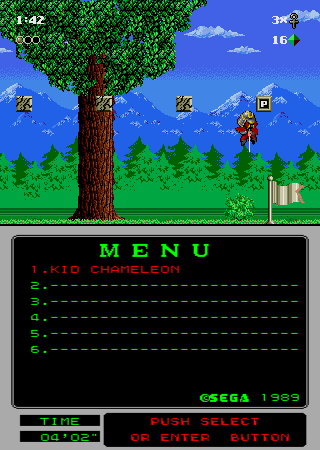 1:42
3×
16
P
MENU
1.KID CHAMELEON
2.--------------------------------
3.--------------------------------
4.--------------------------------
5.--------------------------------
6.--------------------------------
©SEGA 1989
TIME
04'02"
PUSH SELECT
OR ENTER BUTTON